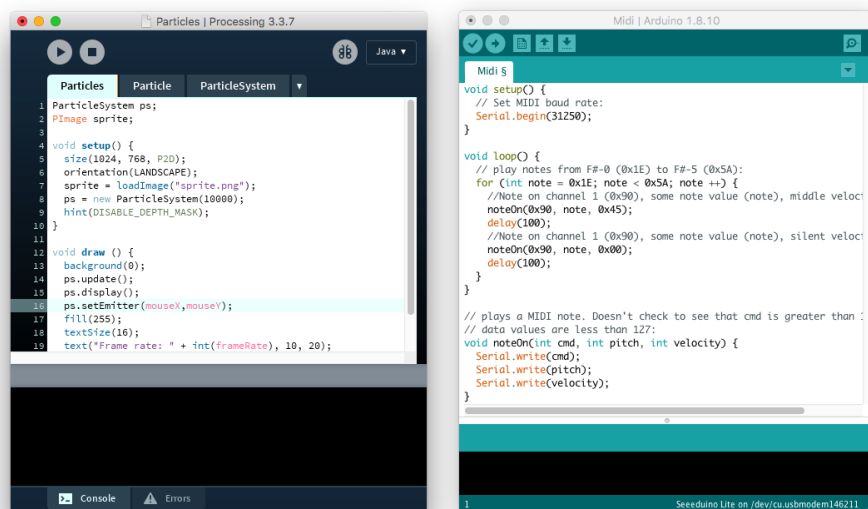 Particles | Processing 3.3.7
Java ▾
Particles Particle ParticleSystem ▾
1 ParticleSystem ps;
2 PImage sprite;
3
4 void setup() {
5 size(1024, 768, P2D);
6 orientation(LANDSCAPE);
7 sprite = loadImage("sprite.png");
8 ps = new ParticleSystem(10000);
9 hint(DISABLE_DEPTH_MASK);
10 }
11
12 void draw () {
13 background(0);
14 ps.update();
15 ps.display();
16 ps.setEmitter(mouseX,mouseY);
17 fill(255);
18 textSize(16);
19 text("Frame rate: " + int(frameRate), 10, 20);
Console Errors
Midi | Arduino 1.8.10
Midi §
void setup() {
// Set MIDI baud rate:
Serial.begin(31250);
}
void loop() {
// play notes from F#-0 (0x1E) to F#-5 (0x5A):
for (int note = 0x1E; note < 0x5A; note ++) {
//Note on channel 1 (0x90), some note value (note), middle veloci
noteOn(0x90, note, 0x45);
delay(100);
//Note on channel 1 (0x90), some note value (note), silent veloci
noteOn(0x90, note, 0x00);
delay(100);
}
}
// plays a MIDI note. Doesn't check to see that cmd is greater than 1
// data values are less than 127:
void noteOn(int cmd, int pitch, int velocity) {
Serial.write(cmd);
Serial.write(pitch);
Serial.write(velocity);
}
1 Seeeduino Lite on /dev/cu.usbmodem146211